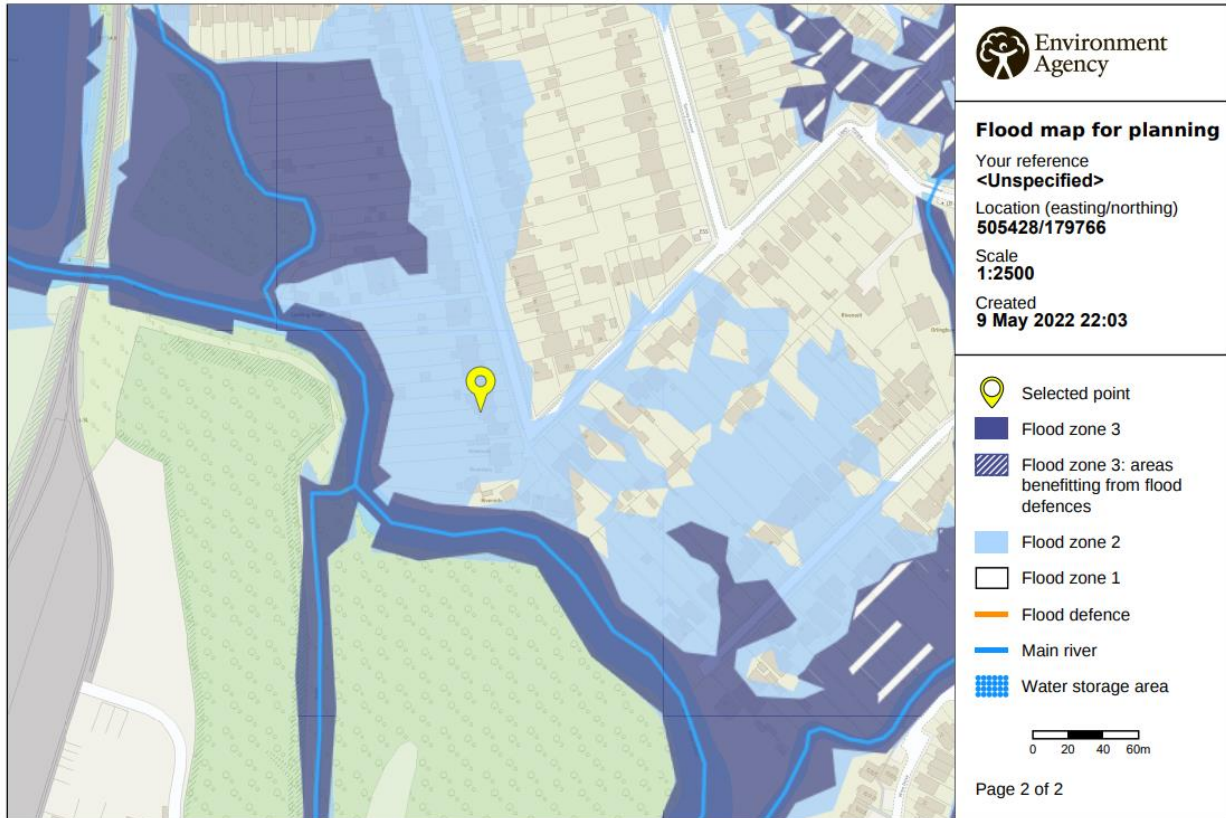 Environment
Agency
Flood map for planning
Your reference
<Unspecified>
Location (easting/northing)
505428/179766
Scale
1:2500
Created
9 May 2022 22:03
Selected point
Flood zone 3
Flood zone 3: areas
benefitting from flood
defences
Flood zone 2
Flood zone 1
Flood defence
Main river
Water storage area
0 20 40 60m
Page 2 of 2